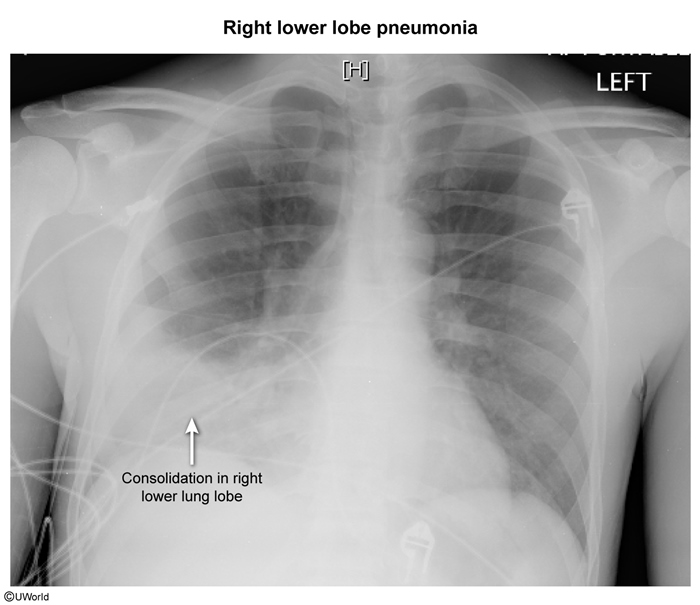 Right lower lobe pneumonia
[H]
LEFT
Consolidation in right
lower lung lobe
©UWorld